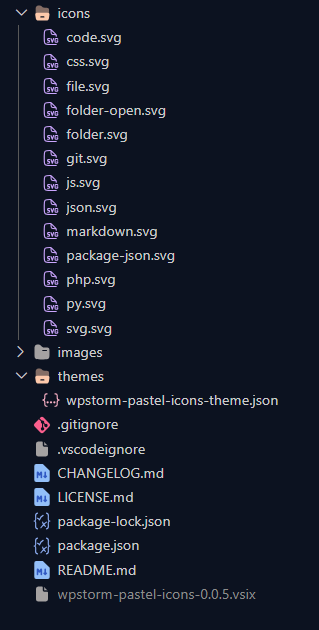 icons
code.svg
css.svg
file.svg
folder-open.svg
folder.svg
git.svg
js.svg
json.svg
markdown.svg
package-json.svg
php.svg
py.svg
svg.svg
images
themes
wpstorm-pastel-icons-theme.json
.gitignore
.vscodeignore
CHANGELOG.md
LICENSE.md
package-lock.json
package.json
README.md
wpstorm-pastel-icons-0.0.5.vsix